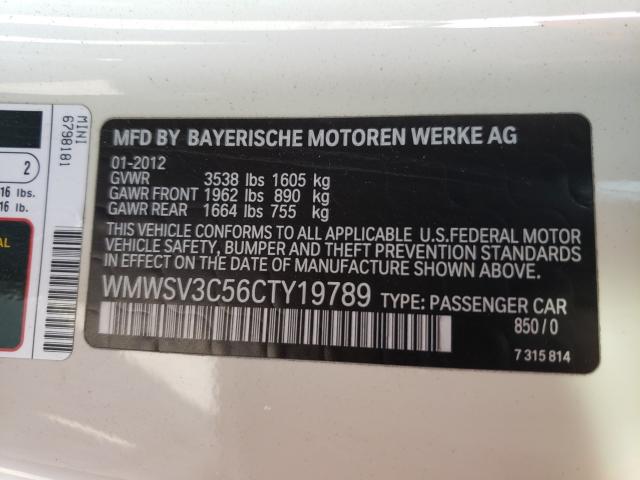 MINI
6798181
2
16 lbs.
16 lb.
AL
MFD BY BAYERISCHE MOTOREN WERKE AG
01-2012
GVWR 3538 lbs 1605 kg
GAWR FRONT 1962 lbs 890 kg
GAWR REAR 1664 lbs 755 kg
THIS VEHICLE CONFORMS TO ALL APPLICABLE U.S.FEDERAL MOTOR
VEHICLE SAFETY, BUMPER AND THEFT PREVENTION STANDARDS
IN EFFECT ON THE DATE OF MANUFACTURE SHOWN ABOVE.
WMWSV3C56CTY19789 TYPE: PASSENGER CAR
850/0
7 315 814